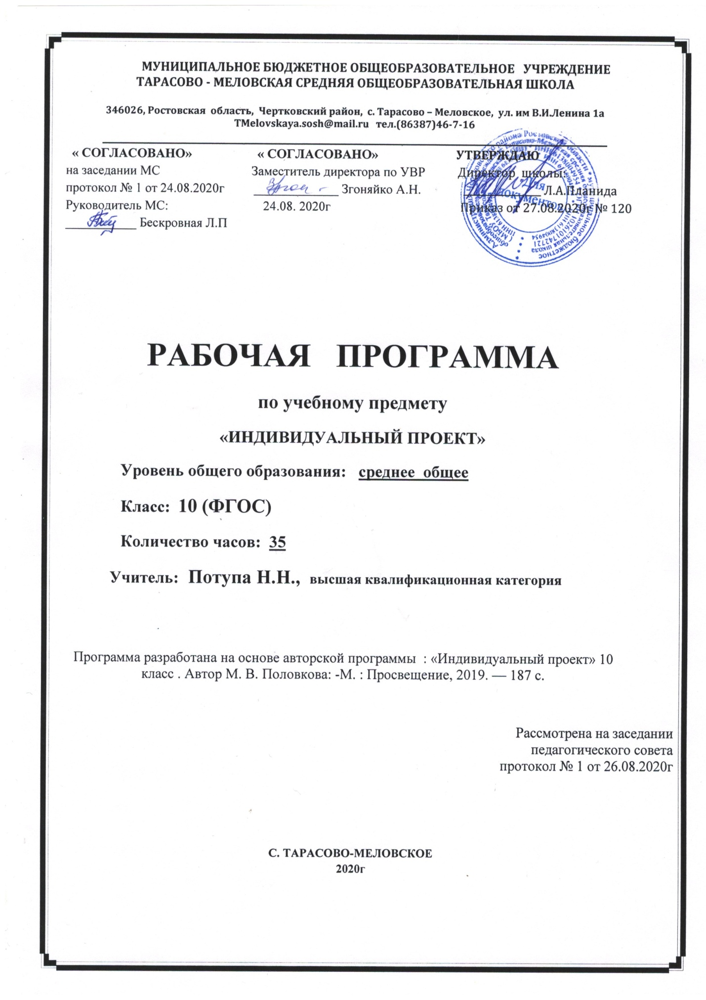 МУНИЦИПАЛЬНОЕ БЮДЖЕТНОЕ ОБЩЕОБРАЗОВАТЕЛЬНОЕ УЧРЕЖДЕНИЕ
ТАРАСОВО - МЕЛОВСКАЯ СРЕДНЯЯ ОБЩЕОБРАЗОВАТЕЛЬНАЯ ШКОЛА
346026, Ростовская область, Чертковский район, с. Тарасово – Меловское, ул. им В.И.Ленина 1а
TMelovskaya.sosh@mail.ru тел.(86387)46-7-16
« СОГЛАСОВАНО»
на заседании МС
протокол № 1 от 24.08.2020г
Руководитель МС:
____________ Бескровная Л.П
« СОГЛАСОВАНО»
Заместитель директора по УВР
______________ Згоняйко А.Н.
24.08. 2020г
УТВЕРЖДАЮ
Директор школы:
_____________ Л.А.Планида
Приказ от 27.08.2020г № 120
Для
документов
РАБОЧАЯ ПРОГРАММА
по учебному предмету
«ИНДИВИДУАЛЬНЫЙ ПРОЕКТ»
Уровень общего образования: среднее общее
Класс: 10 (ФГОС)
Количество часов: 35
Учитель: Потупа Н.Н., высшая квалификационная категория
Программа разработана на основе авторской программы : «Индивидуальный проект» 10
класс . Автор М. В. Половкова: -М. : Просвещение, 2019. — 187 с.
Рассмотрена на заседании
педагогического совета
протокол № 1 от 26.08.2020г
С. ТАРАСОВО-МЕЛОВСКОЕ
2020г